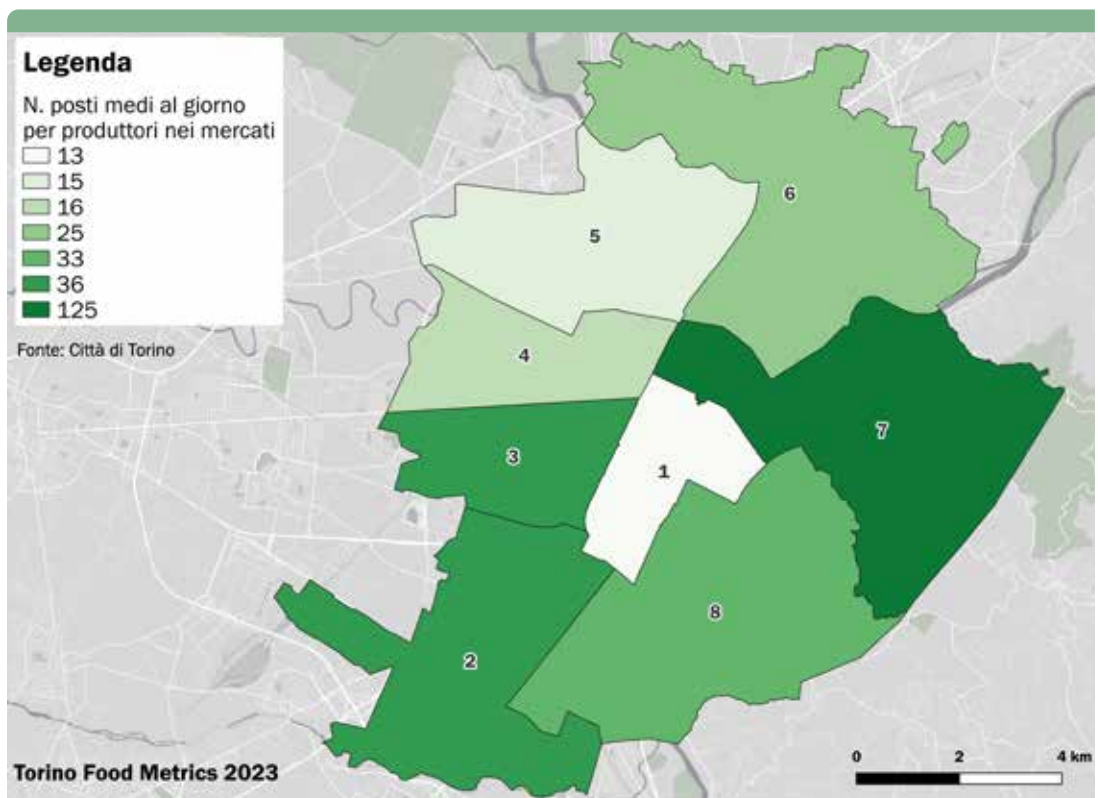 Legenda
N. posti medi al giorno
per produttori nei mercati
13
15
16
25
33
36
125
Fonte: Città di Torino
6
5
4
7
3
1
8
2
Torino Food Metrics 2023
0 2 4 km